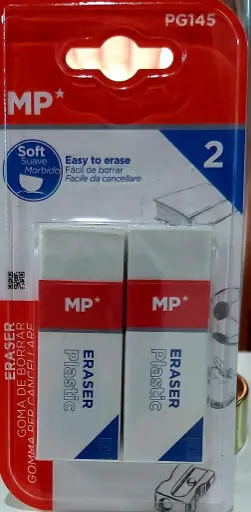 PG145
MP*
2
Soft
Suave
Morbido
Easy to erase
Fácil de borrar
Facile da cancellare
ERASER
GOMA DE BORRAR
GOMMA PER CANCELLARE
MP*
ERASER
Plastic
MP*
ERASER
Plastic